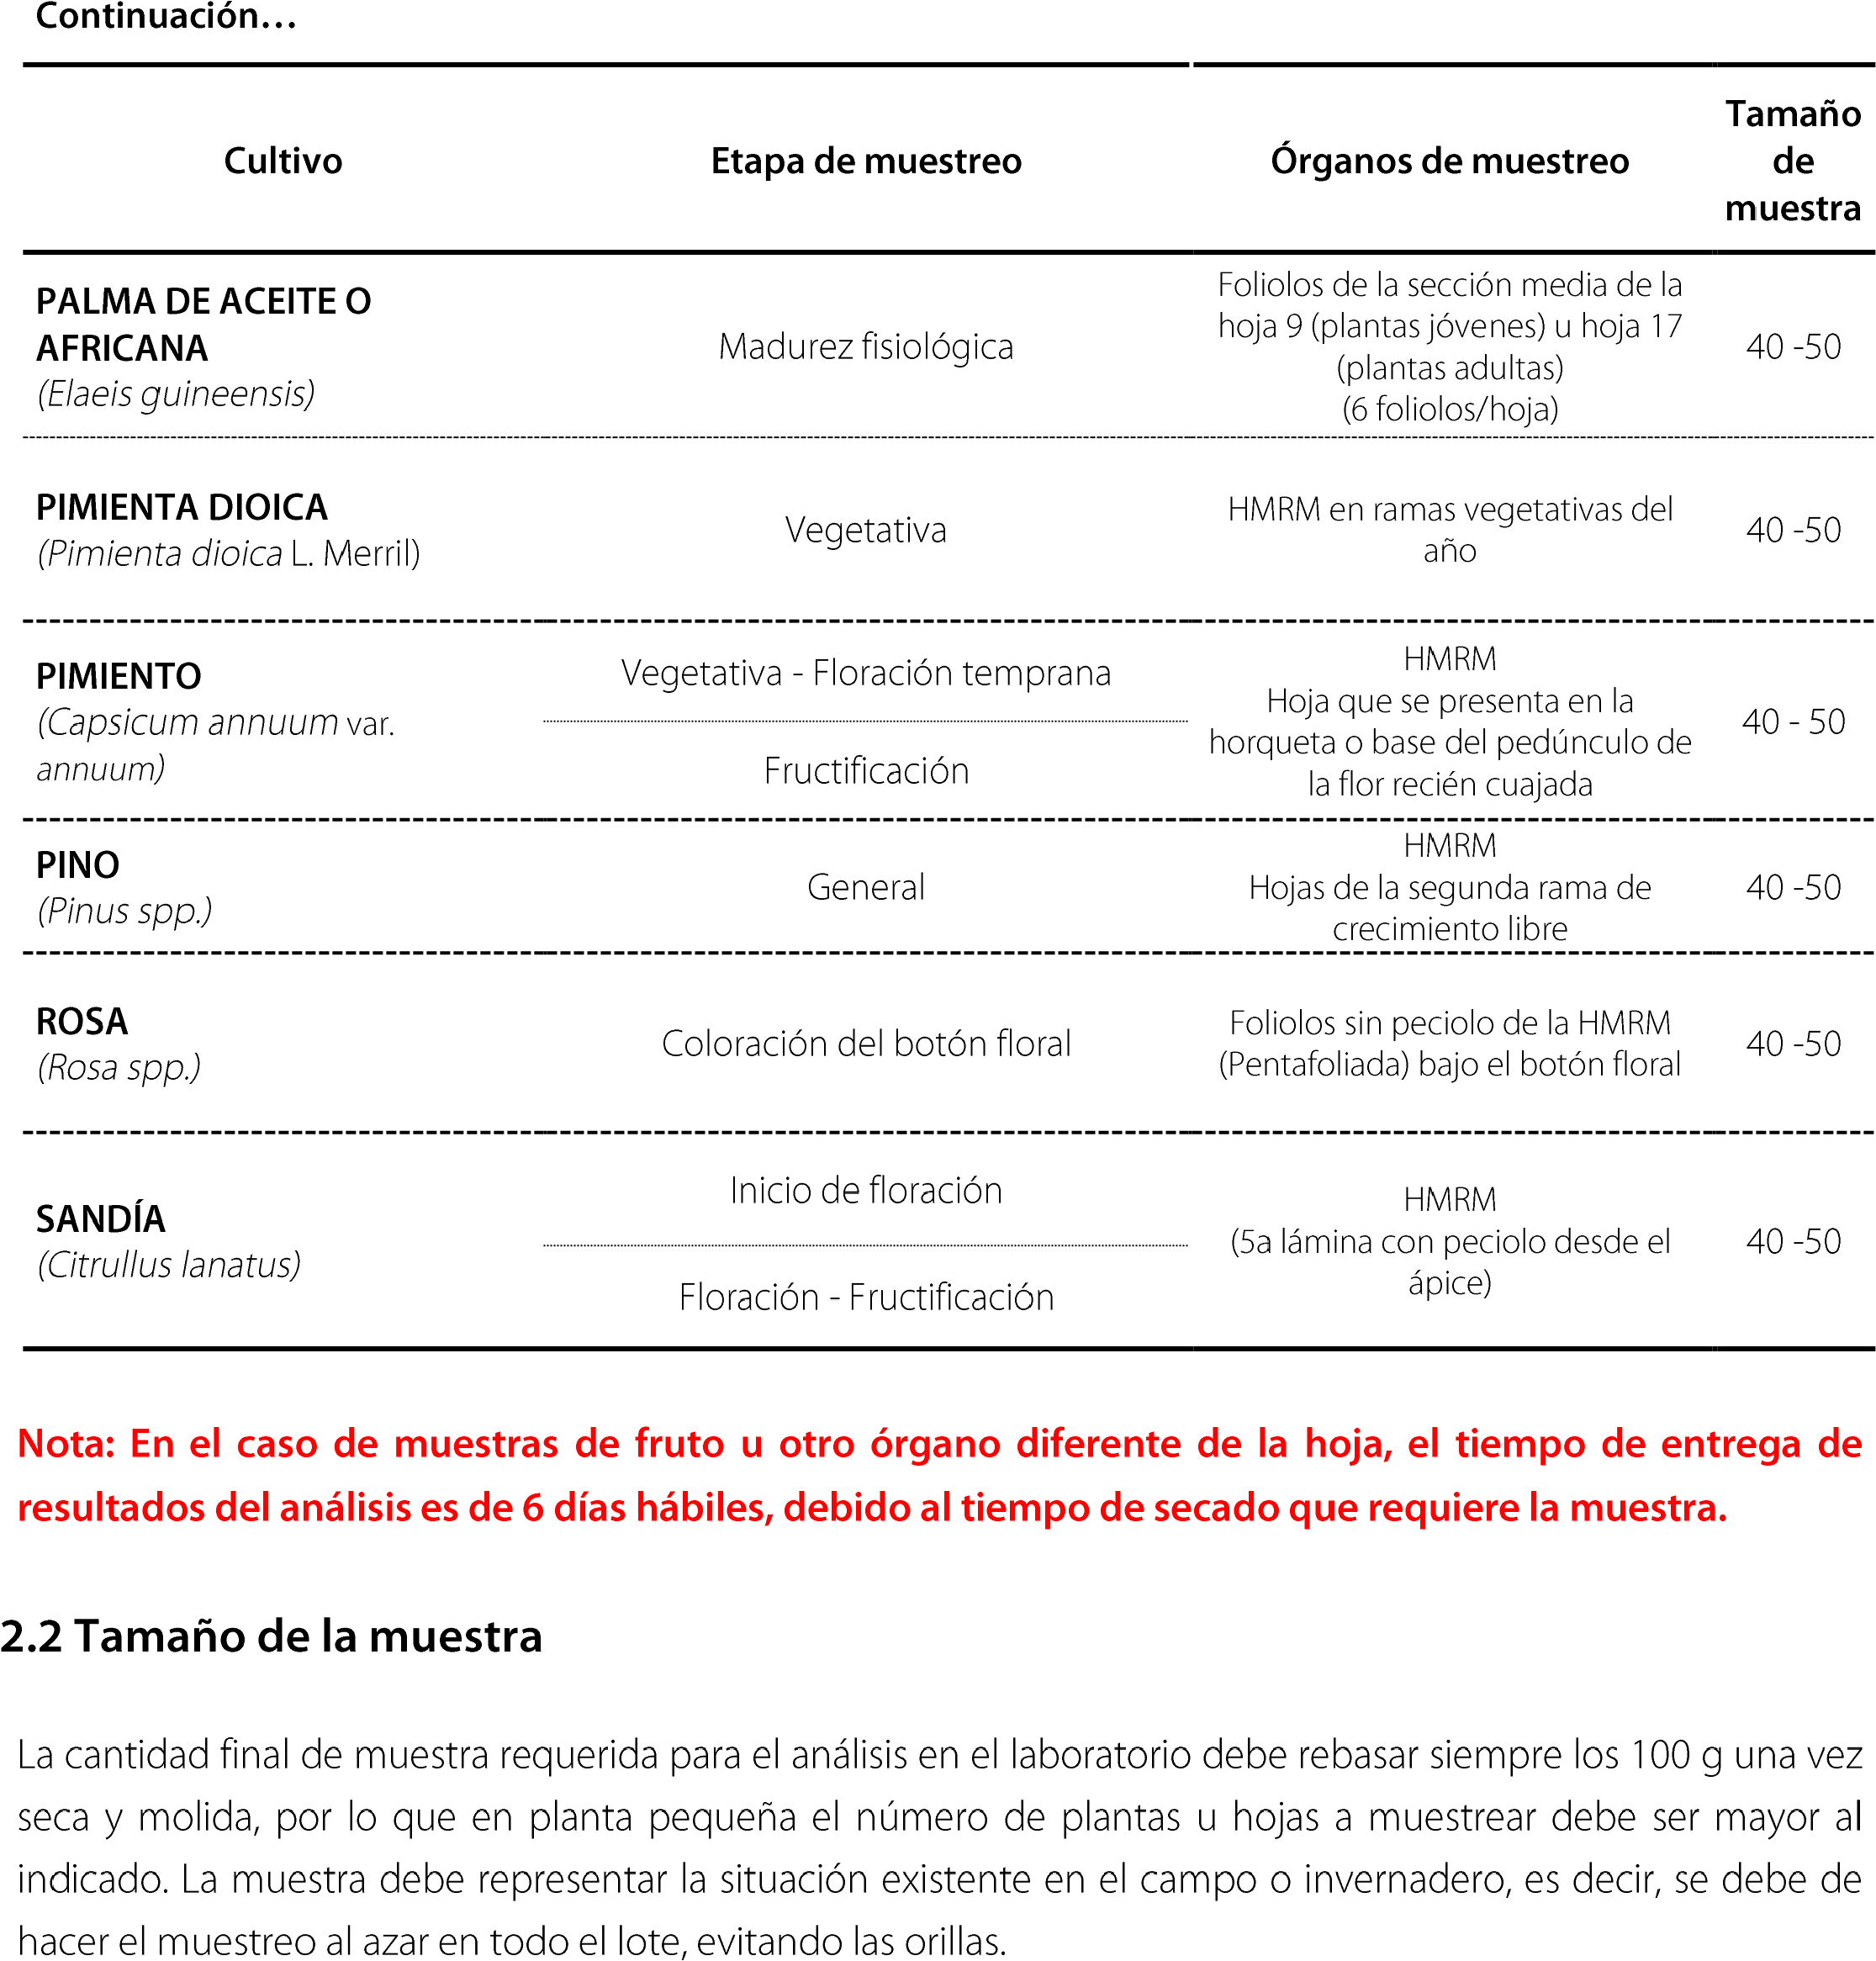 Continuación...
Cultivo
Etapa de muestreo
Órganos de muestreo
Tamaño
de
muestra
PALMA DE ACEITE O
AFRICANA
(Elaeis guineensis)
Madurez fisiológica
Foliolos de la sección media de la
hoja 9 (plantas jóvenes) u hoja 17
(plantas adultas)
(6 foliolos/hoja)
40 -50
PIMIENTA DIOICA
(Pimienta dioica L. Merril)
Vegetativa
HMRM en ramas vegetativas del
año
40 -50
PIMIENTO
(Capsicum annuum var.
annuum)
Vegetativa - Floración temprana
Fructificación
HMRM
Hoja que se presenta en la
horqueta o base del pedúnculo de
la flor recién cuajada
40 - 50
PINO
(Pinus spp.)
General
HMRM
Hojas de la segunda rama de
crecimiento libre
40 -50
ROSA
(Rosa spp.)
Coloración del botón floral
Foliolos sin peciolo de la HMRM
(Pentafoliada) bajo el botón floral
40 -50
SANDÍA
(Citrullus lanatus)
Inicio de floración
Floración - Fructificación
HMRM
(5a lámina con peciolo desde el
ápice)
40 -50
Nota: En el caso de muestras de fruto u otro órgano diferente de la hoja, el tiempo de entrega de
resultados del análisis es de 6 días hábiles, debido al tiempo de secado que requiere la muestra.
2.2 Tamaño de la muestra
La cantidad final de muestra requerida para el análisis en el laboratorio debe rebasar siempre los 100 g una vez
seca y molida, por lo que en planta pequeña el número de plantas u hojas a muestrear debe ser mayor al
indicado. La muestra debe representar la situación existente en el campo o invernadero, es decir, se debe de
hacer el muestreo al azar en todo el lote, evitando las orillas.